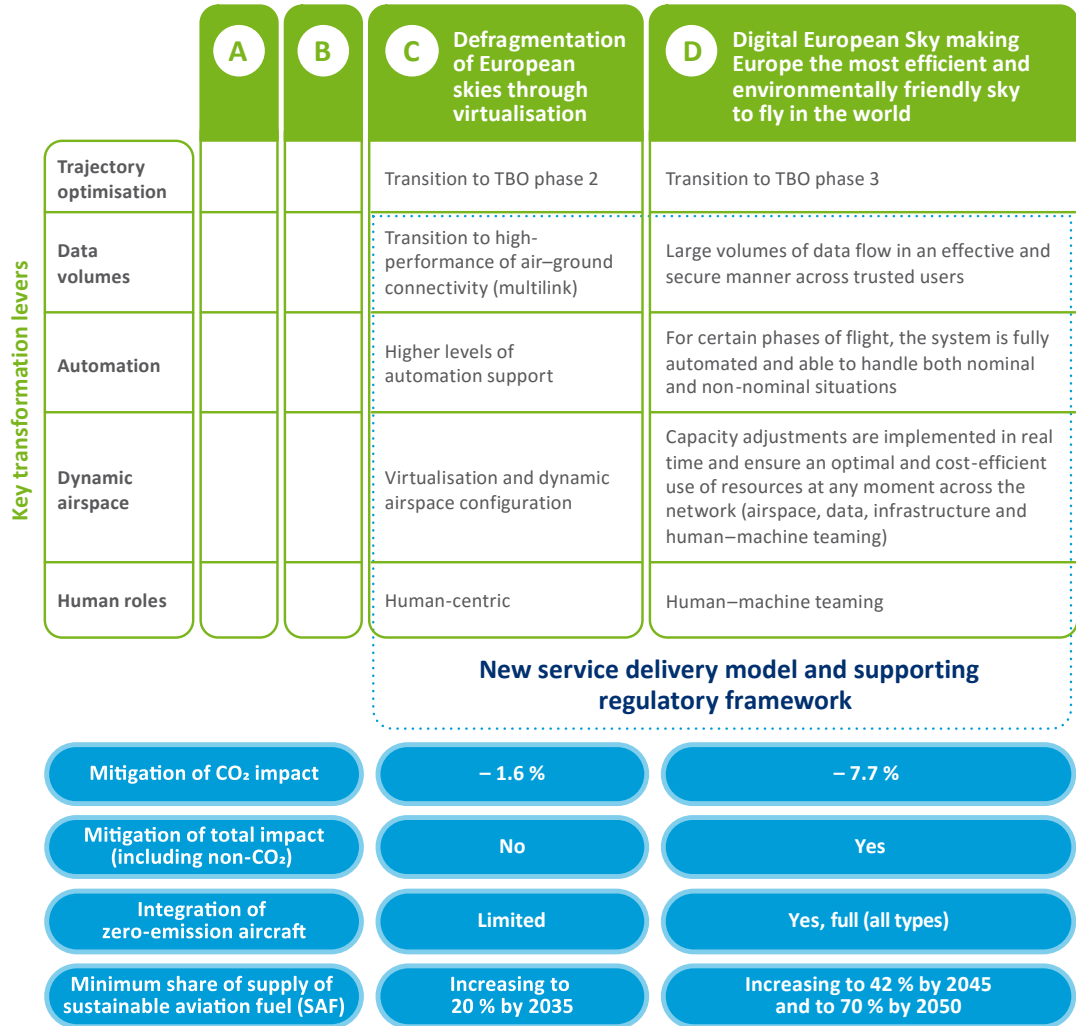 A
B
C
Defragmentation
of European
skies through
virtualisation
D
Digital European Sky making
Europe the most efficient and
environmentally friendly sky
to fly in the world
Key transformation levers
Trajectory
optimisation
Transition to TBO phase 2
Transition to TBO phase 3
Data
volumes
Transition to high-
performance of air–ground
connectivity (multilink)
Large volumes of data flow in an effective and
secure manner across trusted users
Automation
Higher levels of
automation support
For certain phases of flight, the system is fully
automated and able to handle both nominal
and non-nominal situations
Dynamic
airspace
Virtualisation and dynamic
airspace configuration
Capacity adjustments are implemented in real
time and ensure an optimal and cost-efficient
use of resources at any moment across the
network (airspace, data, infrastructure and
human–machine teaming)
Human roles
Human-centric
Human–machine teaming
New service delivery model and supporting
regulatory framework
Mitigation of CO₂ impact
– 1.6 %
– 7.7 %
Mitigation of total impact
(including non-CO₂)
No
Yes
Integration of
zero-emission aircraft
Limited
Yes, full (all types)
Minimum share of supply of
sustainable aviation fuel (SAF)
Increasing to
20 % by 2035
Increasing to 42 % by 2045
and to 70 % by 2050